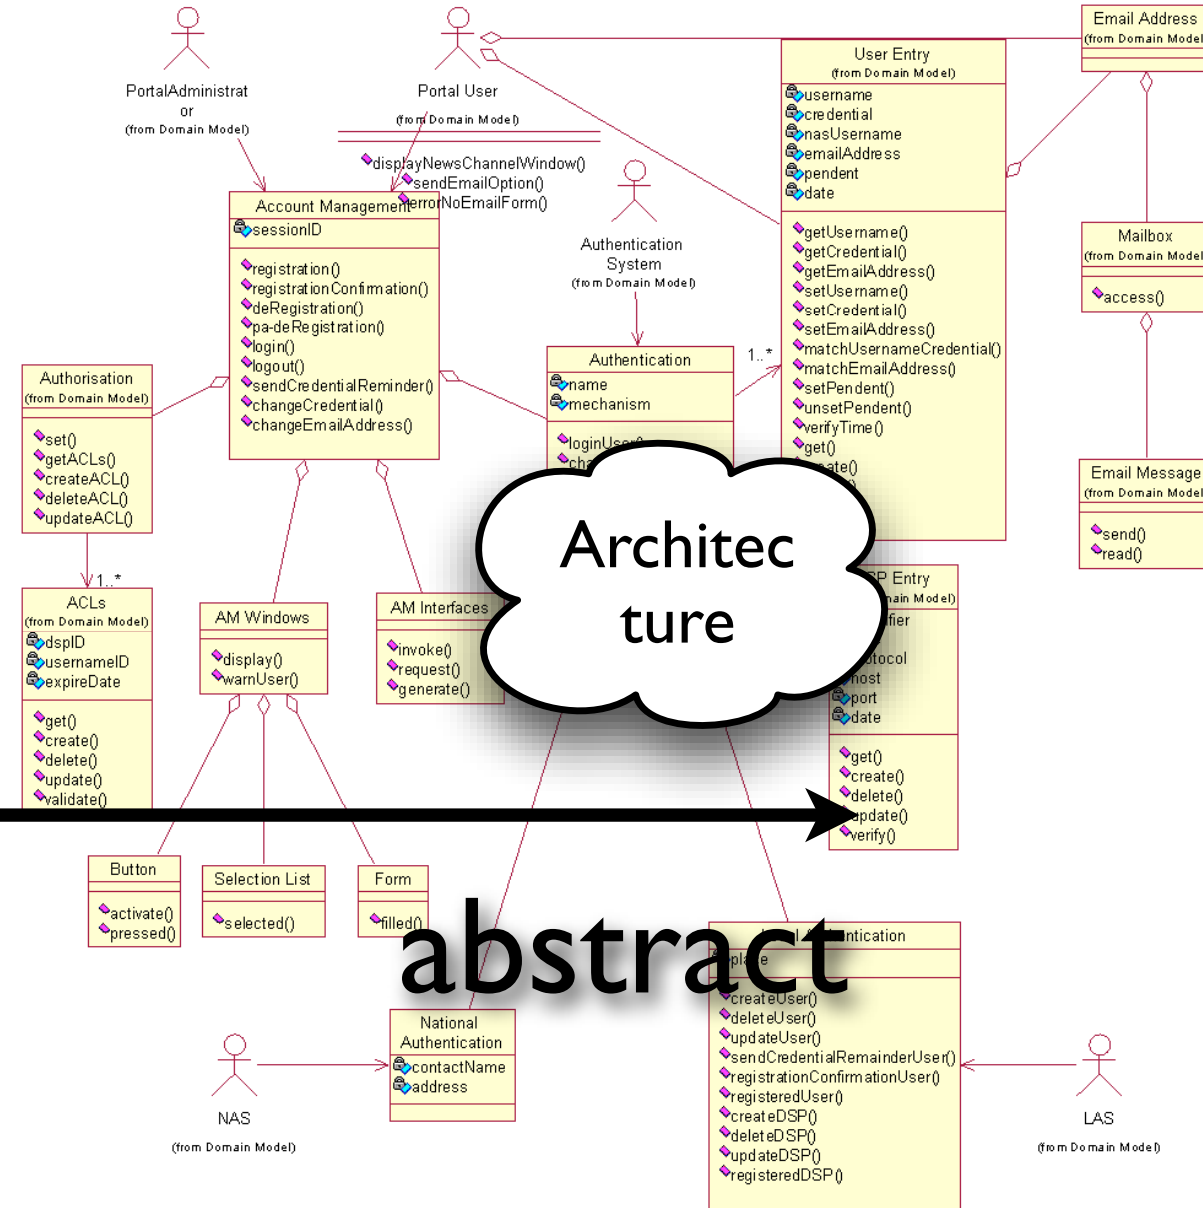 PortalAdministrat
or
(from Domain Model)
Portal User
(from Domain Model)
displayNewsChannelWindow()
sendEmailOption()
errorNoEmailForm()
Email Address
(from Domain Model
User Entry
(from Domain Model)
username
credential
nasUsername
emailAddress
pendent
date
getUsername()
getCredential()
getEmailAddress()
setUsername()
setCredential()
setEmailAddress()
matchUsernameCredential()
matchEmailAddress()
setPendent()
unsetPendent()
verifyTime()
get()
Account Management
sessionID
registration()
registrationConfirmation()
deRegistration()
pa-deRegistration()
login()
logout()
sendCredentialReminder()
changeCredential()
changeEmailAddress()
Authentication
System
(from Domain Model)
Mailbox
(from Domain Model
access()
Authentication
name
mechanism
loginUser()
1..*
Authorisation
(from Domain Model)
set()
getACLs()
createACL()
deleteACL()
updateACL()
1..*
Email Message
(from Domain Model
send()
read()
Architec
ture
ACLs
(from Domain Model)
dspID
usernameID
expireDate
get()
create()
delete()
update()
validate()
AM Windows
display()
warnUser()
AM Interfaces
invoke()
request()
generate()
Entry
host
port
date
get()
create()
delete()
update()
verify()
Button
activate()
pressed()
Selection List
selected()
Form
filled()
abstract
createUser()
deleteUser()
updateUser()
sendCredentialRemainderUser()
registrationConfirmationUser()
registeredUser()
createDSP()
deleteDSP()
updateDSP()
registeredDSP()
National
Authentication
contactName
address
NAS
(from Domain Model)
LAS
(from Domain Model)